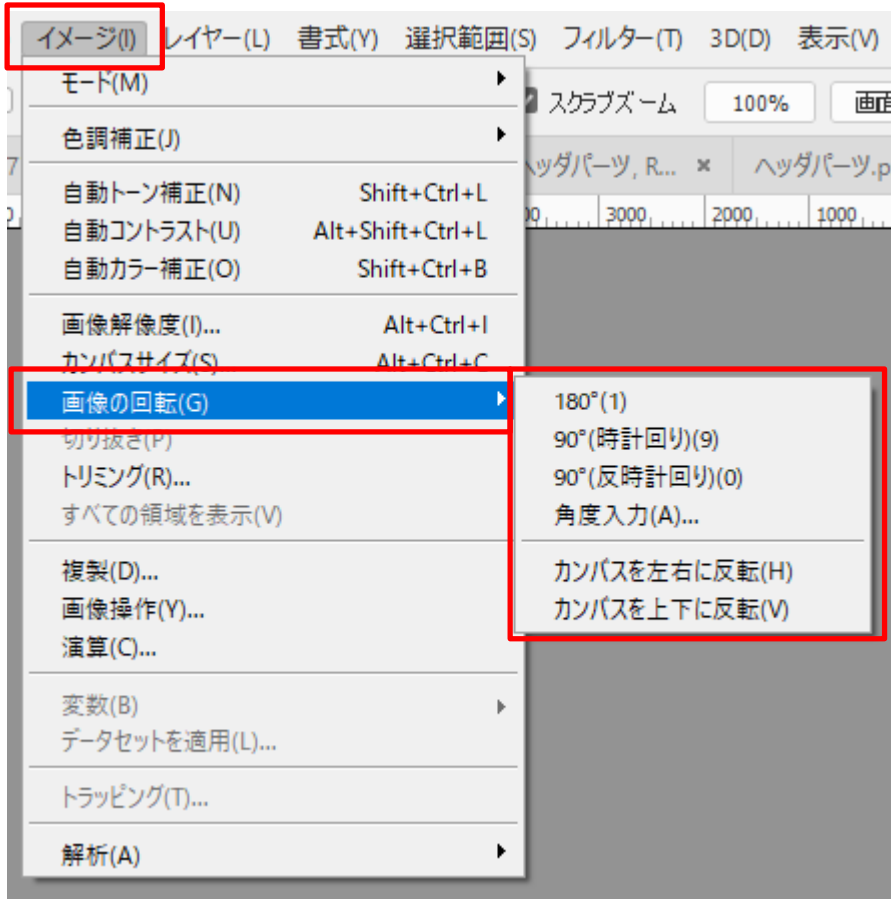 イメージ(I) レイヤー(L) 書式(Y) 選択範囲(S) フィルター(T) 3D(D) 表示(V)
モード(M)
スクラブズーム 100%
色調補正(J)
7 ヘッダパーツ, R... × ヘッダパーツ.p
自動トーン補正(N) Shift+Ctrl+L
3000 2000 1000
自動コントラスト(U) Alt+Shift+Ctrl+L
自動カラー補正(O) Shift+Ctrl+B
画像解像度(I)... Alt+Ctrl+I
カンバスサイズ(S)... Alt+Ctrl+C
画像の回転(G)
180°(1)
切り抜き(P)
90°(時計回り)(9)
トリミング(R)...
90°(反時計回り)(0)
すべての領域を表示(V)
角度入力(A)...
複製(D)...
カンバスを左右に反転(H)
画像操作(Y)...
カンバスを上下に反転(V)
演算(C)...
変数(B)
データセットを適用(L)...
トラッピング(T)...
解析(A)